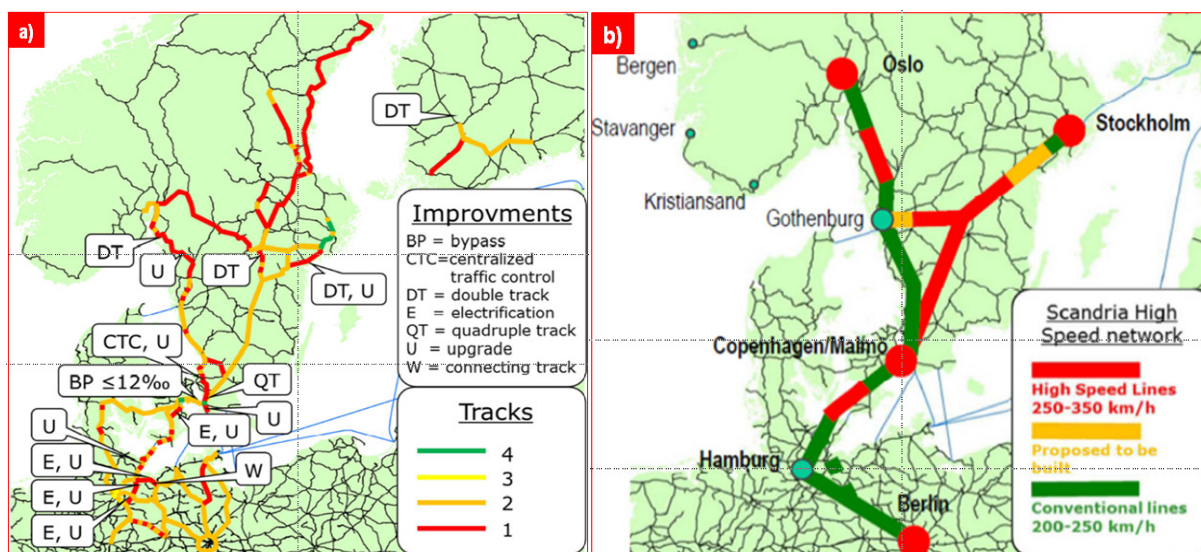 a)
DT
Improvments
BP = bypass
CTC=centralized
traffic control
DT = double track
E = electrification
QT = quadruple track
U = upgrade
W = connecting track
DT
U
DT
DT, U
CTC, U
BP ≤12‰
QT
U
E, U
U
E, U
W
E, U
E, U
Tracks
4
3
2
1
b)
Bergen
Oslo
Stavanger
Stockholm
Kristiansand
Gothenburg
Copenhagen/Malmö
Hamburg
Berlin
Scandria High
Speed network
High Speed Lines
250-350 km/h
Proposed to be
built
Conventional lines
200-250 km/h